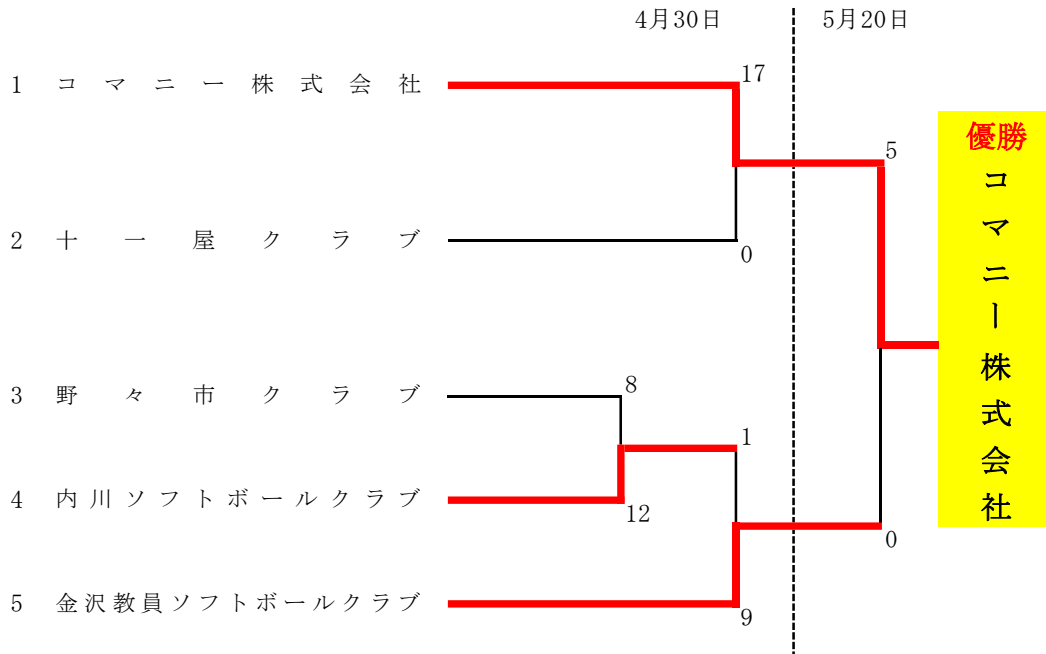 4月30日
5月20日
1 コマニー株式会社
17
0
2 十一屋クラブ
5
0
3 野々市クラブ
8
12
4 内川ソフトボールクラブ
1
9
5 金沢教員ソフトボールクラブ
優勝
コマニー株式会社